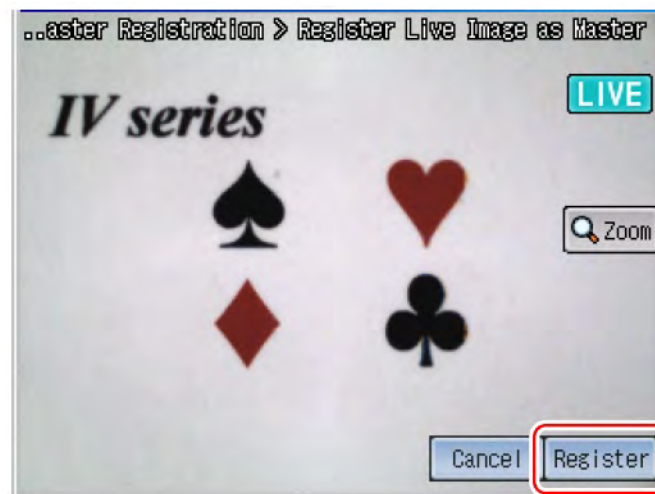 ..aster Registration > Register Live Image as Master
LIVE
IV series
Zoom
Cancel
Register